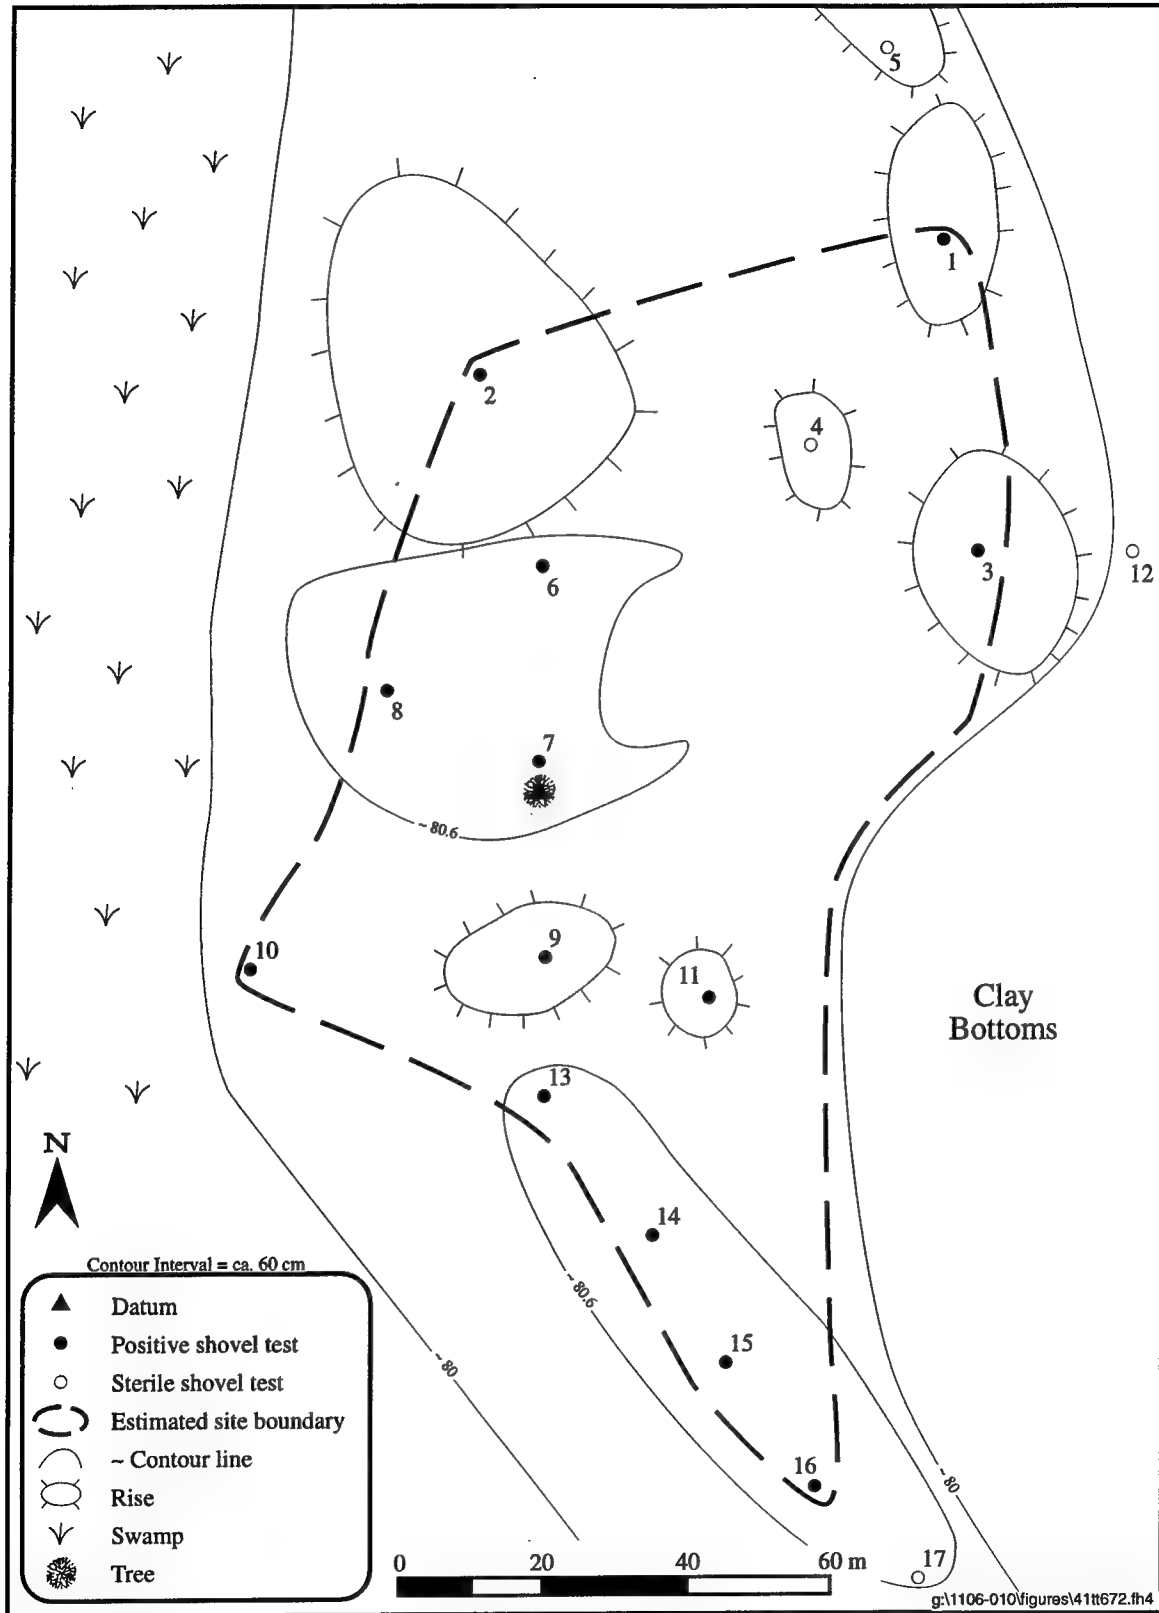 5
1
2
4
3
12
6
8
7
~ 80.6
10
9
11
Clay
Bottoms
13
N
14
Contour Interval = ca. 60 cm
~ 80.6
Datum
Positive shovel test
15
~ 80
Sterile shovel test
Estimated site boundary
~ Contour line
16
~ 80
Rise
Swamp
Tree
0 20 40 60 m
17
g:\1106-010\figures\41tt672.fh4